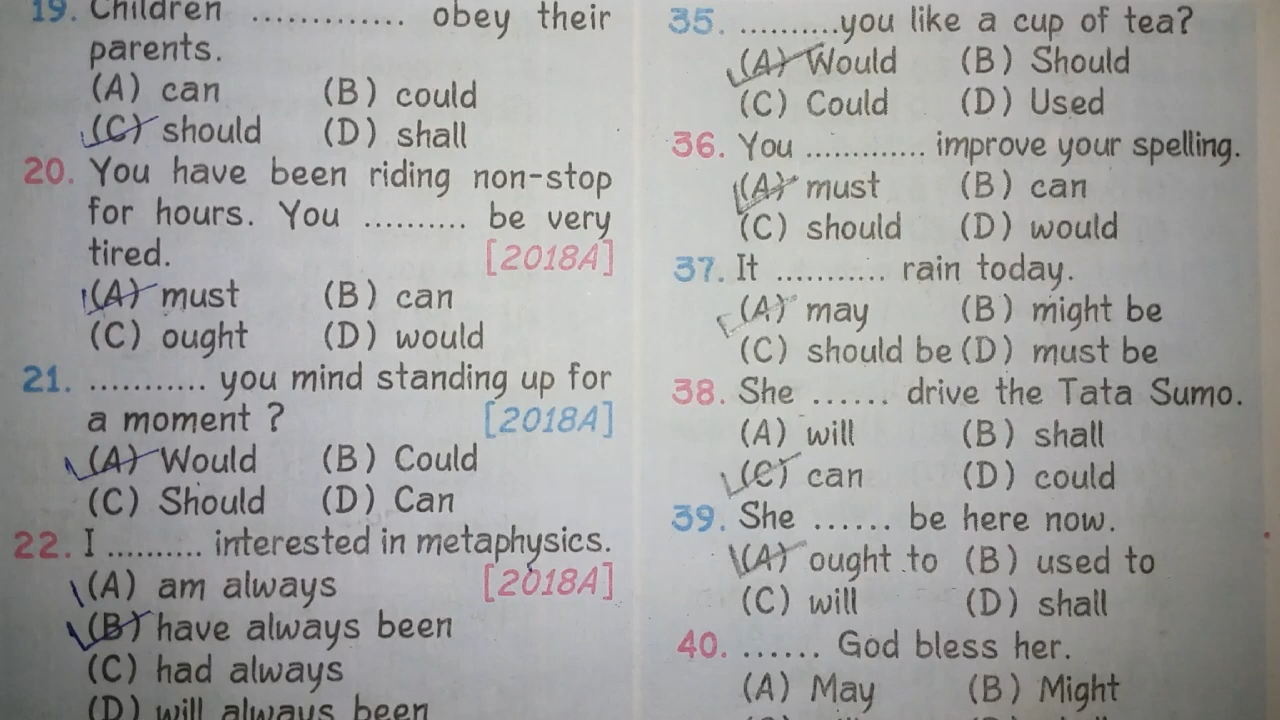 19. Children ............. obey their
parents.
(A) can (B) could
(C) should (D) shall
20. You have been riding non-stop
for hours. You .......... be very
tired. [2018A]
(A) must (B) can
(C) ought (D) would
21. ........... you mind standing up for
a moment ? [2018A]
(A) Would (B) Could
(C) Should (D) Can
22. I .......... interested in metaphysics.
(A) am always [2018A]
(B) have always been
(C) had always
(D) will always been
35. ..........you like a cup of tea?
(A) Would (B) Should
(C) Could (D) Used
36. You ............. improve your spelling.
(A) must (B) can
(C) should (D) would
37. It ............ rain today.
(A) may (B) might be
(C) should be (D) must be
38. She ...... drive the Tata Sumo.
(A) will (B) shall
(C) can (D) could
39. She ...... be here now.
(A) ought to (B) used to
(C) will (D) shall
40. ...... God bless her.
(A) May (B) Might